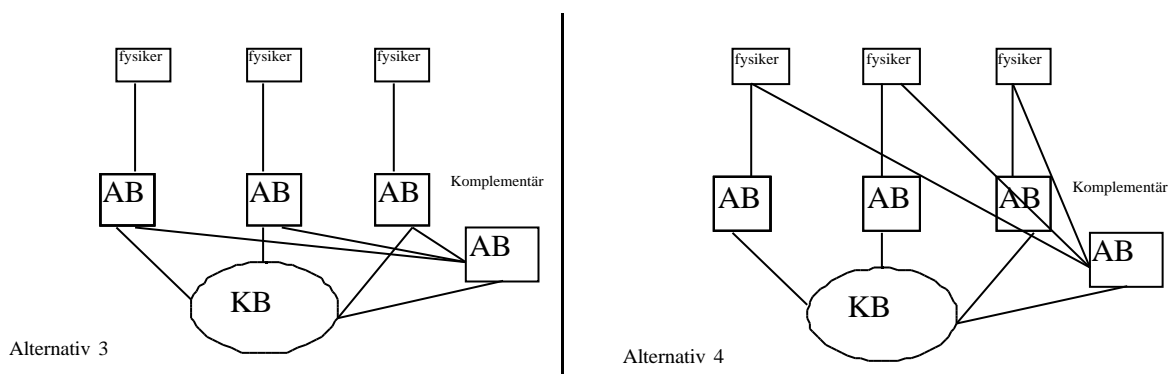 fysiker
fysiker
fysiker
AB
AB
AB
Komplementär
AB
KB
Alternativ 3
fysiker
fysiker
fysiker
AB
AB
AB
Komplementär
AB
KB
Alternativ 4